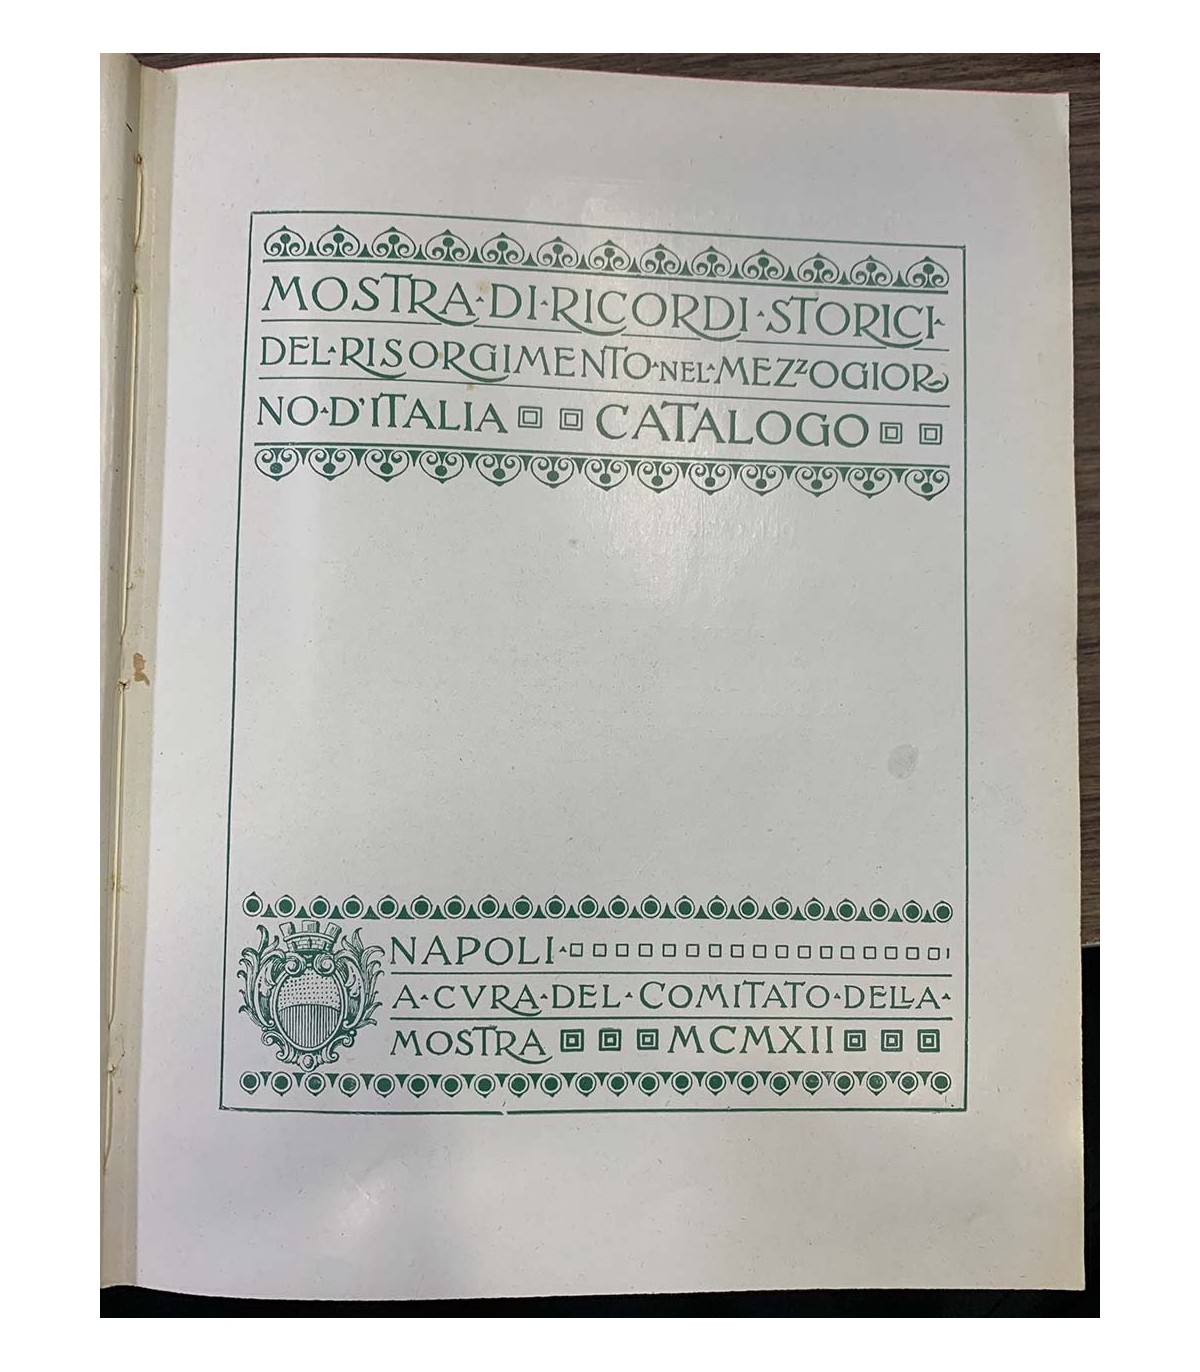 MOSTRA·DI·RICORDI·STORICI·
DEL·RISORGIMENTO·NEL·MEZZOGIOR
NO·D'ITALIA CATALOGO
NAPOLI·
A·CVRA·DEL·COMITATO·DELLA·
MOSTRA MCMXII